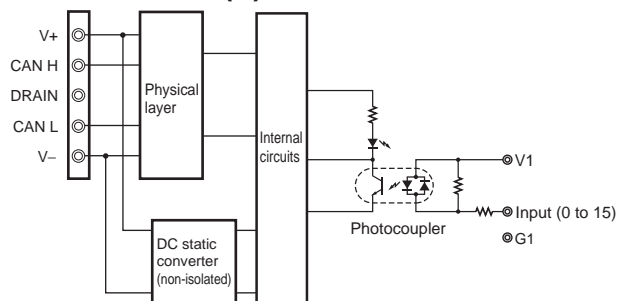 V+
CAN H
DRAIN
CAN L
V–
Physical
layer
DC static
converter
(non-isolated)
Internal
circuits
Photocoupler
V1
Input (0 to 15)
G1